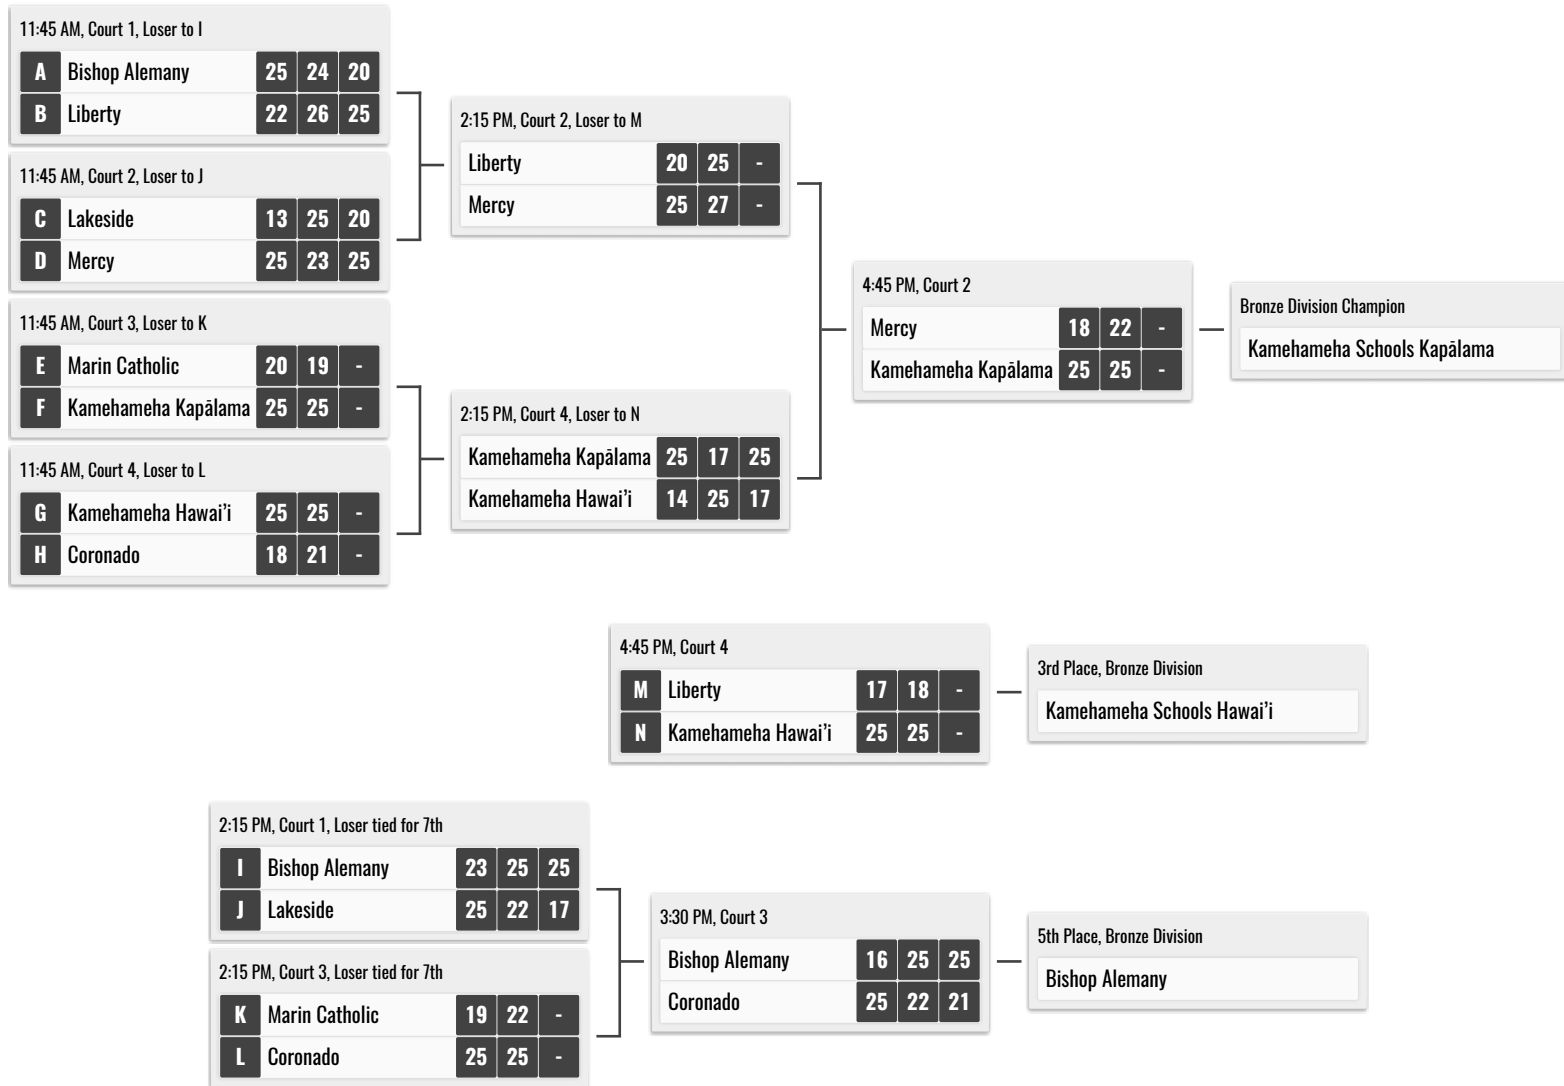 11:45 AM, Court 1, Loser to I
A Bishop Alemany 25 24 20
B Liberty 22 26 25
11:45 AM, Court 2, Loser to J
C Lakeside 13 25 20
D Mercy 25 23 25
11:45 AM, Court 3, Loser to K
E Marin Catholic 20 19 -
F Kamehameha Kapālama 25 25 -
11:45 AM, Court 4, Loser to L
G Kamehameha Hawai’i 25 25 -
H Coronado 18 21 -
2:15 PM, Court 2, Loser to M
Liberty 20 25 -
Mercy 25 27 -
2:15 PM, Court 4, Loser to N
Kamehameha Kapālama 25 17 25
Kamehameha Hawai’i 14 25 17
4:45 PM, Court 2
Mercy 18 22 -
Kamehameha Kapālama 25 25 -
Bronze Division Champion
Kamehameha Schools Kapālama
4:45 PM, Court 4
M Liberty 17 18 -
N Kamehameha Hawai’i 25 25 -
3rd Place, Bronze Division
Kamehameha Schools Hawai’i
2:15 PM, Court 1, Loser tied for 7th
I Bishop Alemany 23 25 25
J Lakeside 25 22 17
2:15 PM, Court 3, Loser tied for 7th
K Marin Catholic 19 22 -
L Coronado 25 25 -
3:30 PM, Court 3
Bishop Alemany 16 25 25
Coronado 25 22 21
5th Place, Bronze Division
Bishop Alemany